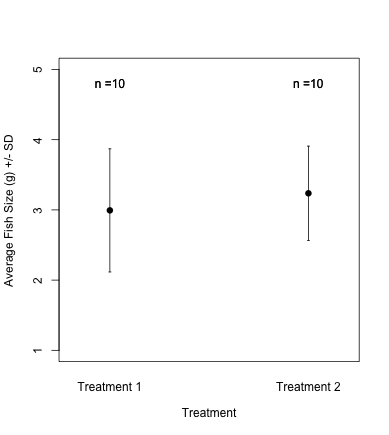 n =10 n =10
Average Fish Size (g) +/- SD
5
4
3
2
1
Treatment 1 Treatment 2
Treatment